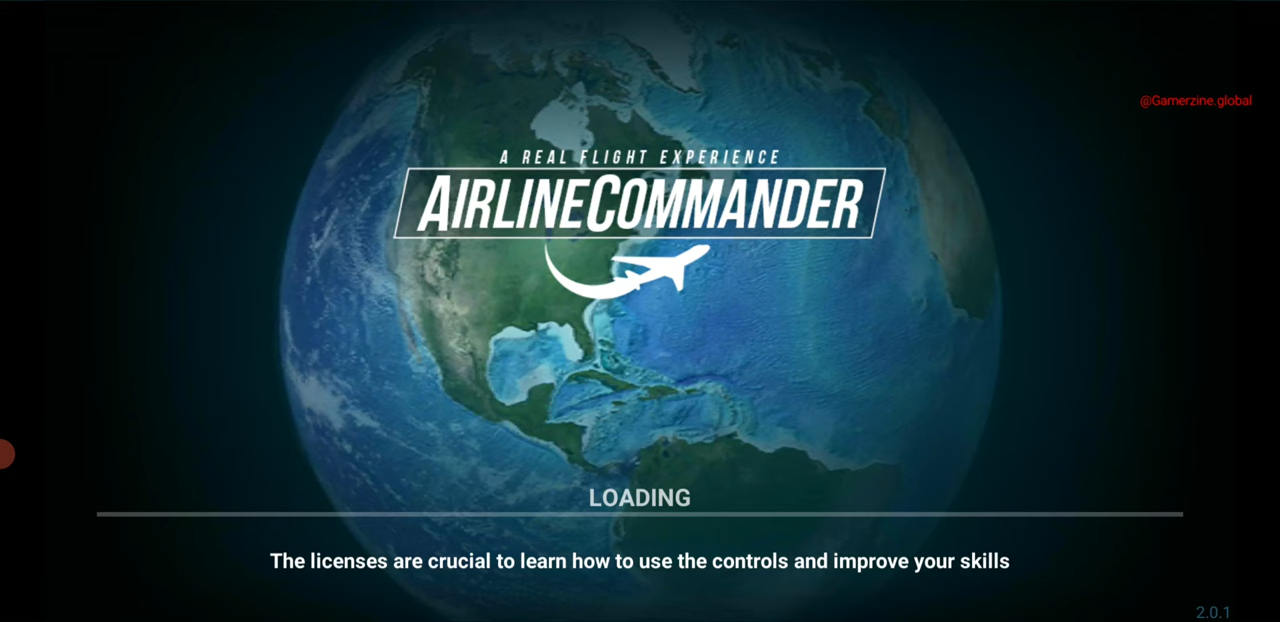 @Gamerzine.global
A REAL FLIGHT EXPERIENCE
AIRLINECOMMANDER
LOADING
The licenses are crucial to learn how to use the controls and improve your skills
2.0.1